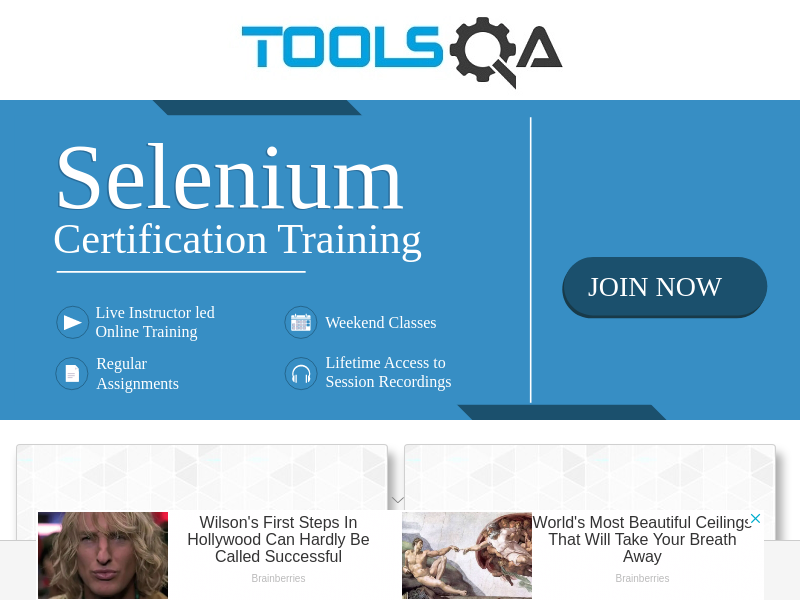 TOOLSQA
Selenium
Certification Training
JOIN NOW
Live Instructor led
Online Training
Weekend Classes
Regular
Assignments
Lifetime Access to
Session Recordings
Wilson's First Steps In
Hollywood Can Hardly Be
Called Successful
Brainberries
World's Most Beautiful Ceilings
That Will Take Your Breath
Away
Brainberries